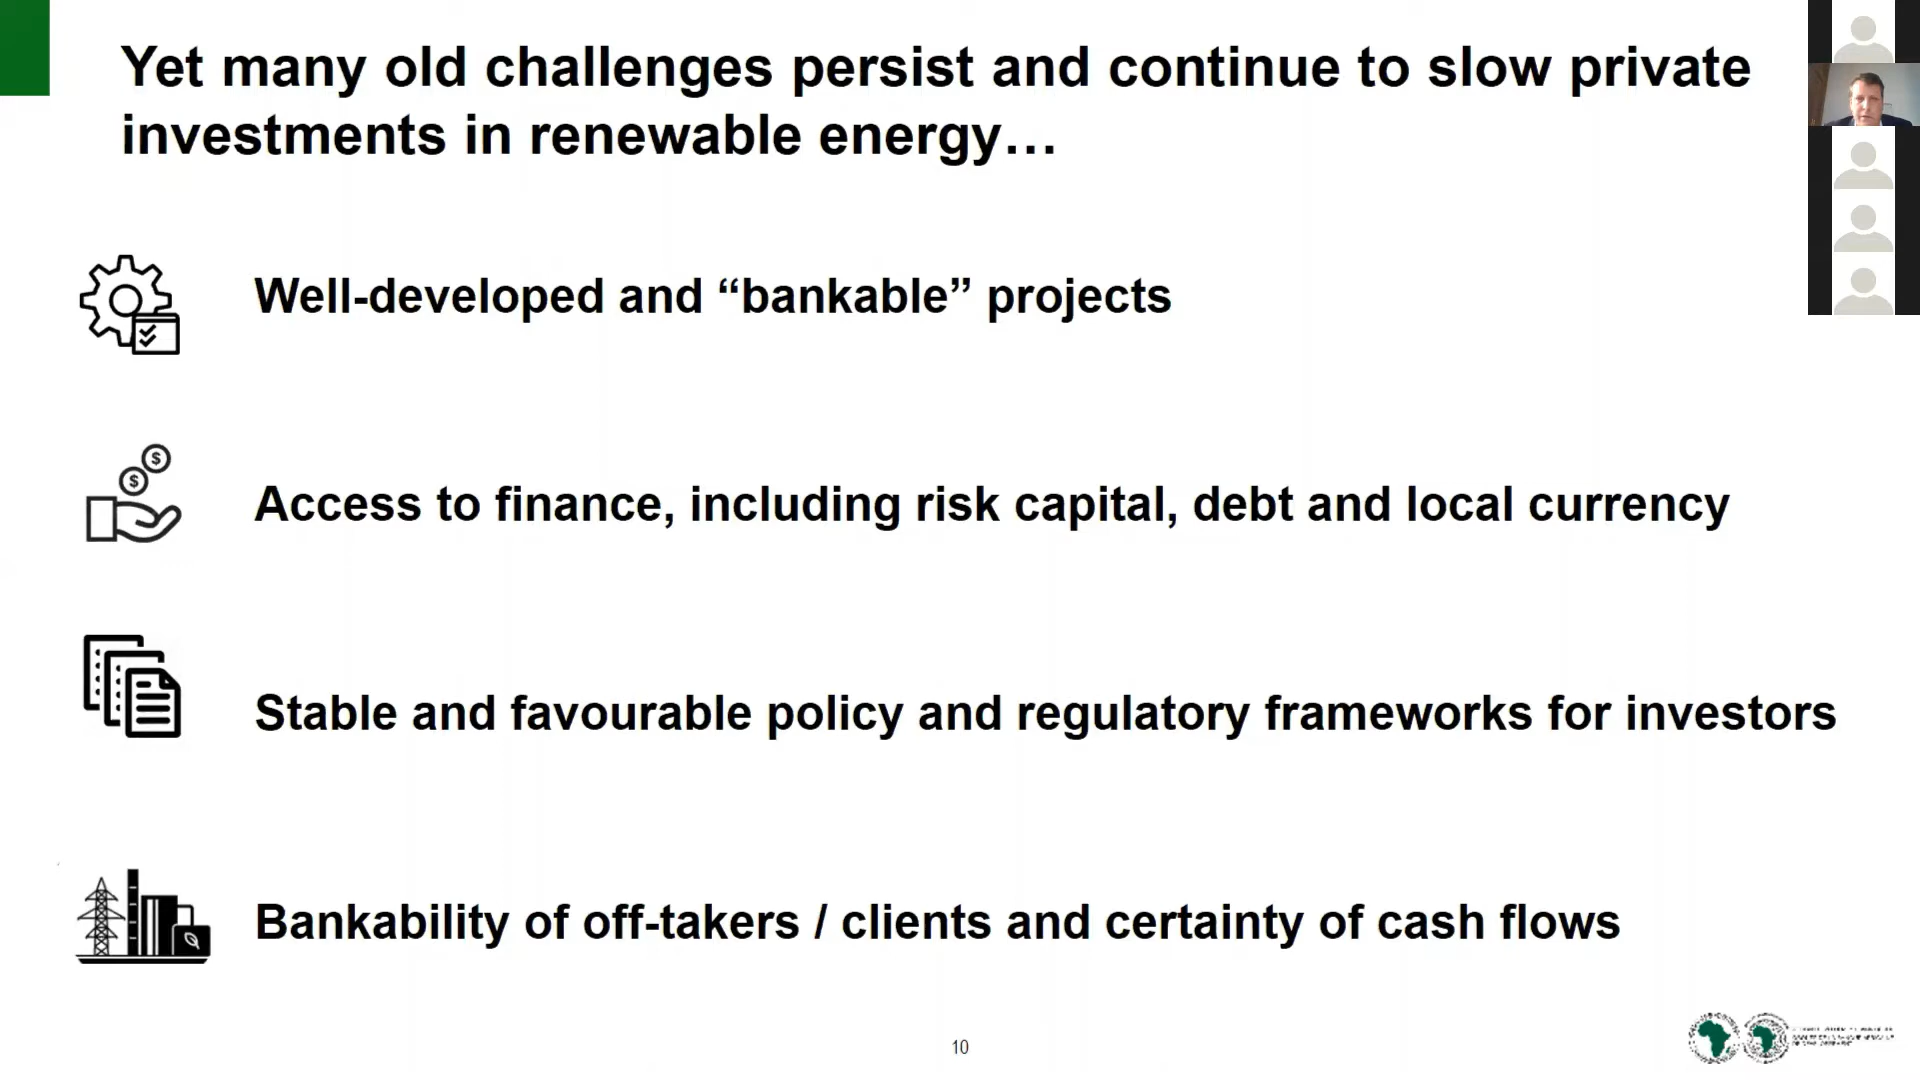 Yet many old challenges persist and continue to slow private
investments in renewable energy…
Well-developed and “bankable” projects
$
$
Access to finance, including risk capital, debt and local currency
Stable and favourable policy and regulatory frameworks for investors
Bankability of off-takers / clients and certainty of cash flows
10